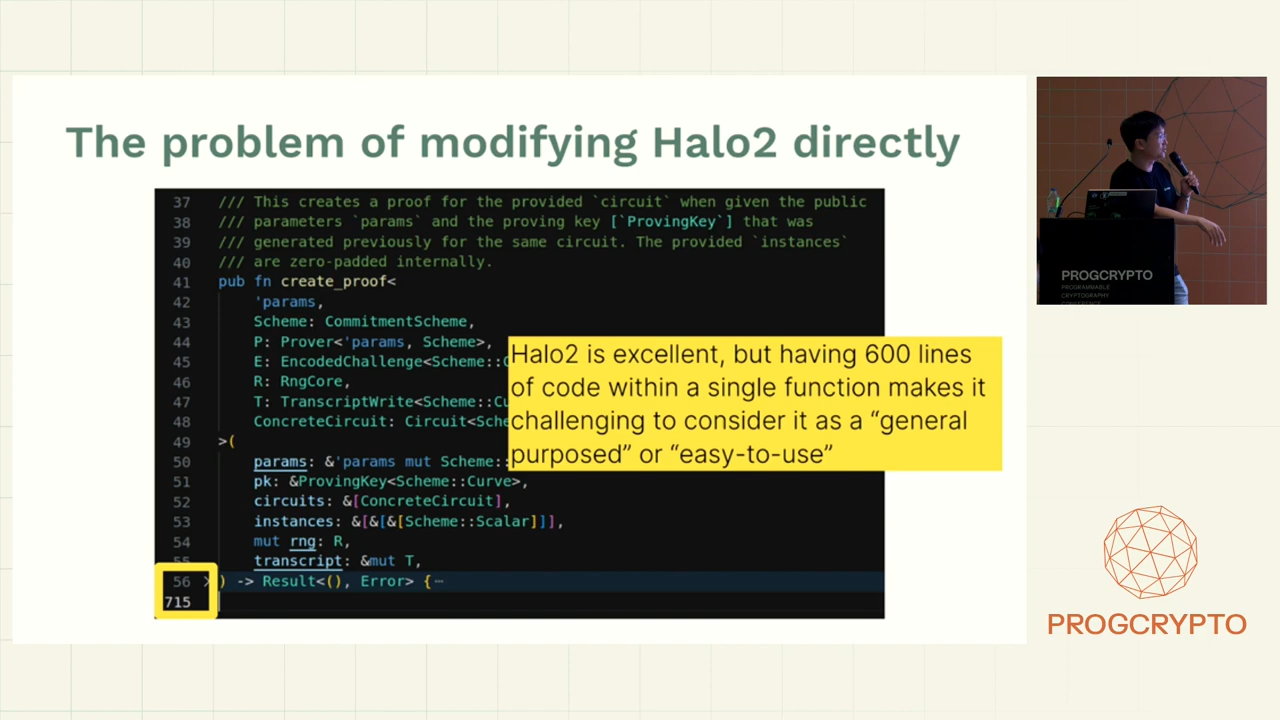 The problem of modifying Halo2 directly
37 /// This creates a proof for the provided `circuit` when given the public
38 /// parameters `params` and the proving key [`ProvingKey`] that was
39 /// generated previously for the same circuit. The provided `instances`
40 /// are zero-padded internally.
41 pub fn create_proof<
42 'params,
43 Scheme: CommitmentScheme,
44 P: Prover<'params, Scheme>,
45 E: EncodedChallenge<Scheme::
46 R: RngCore,
47 T: TranscriptWrite<Scheme::
48 ConcreteCircuit: Circuit
49 >(
50 params: &'params mut Scheme::
51 pk: &ProvingKey<Scheme::Curve>,
52 circuits: &[ConcreteCircuit],
53 instances: &[&[&[Scheme::Scalar]]],
54 mut rng: R,
55 transcript: &mut T,
56 ) -> Result<(), Error> {⋯
715
Halo2 is excellent, but having 600 lines
of code within a single function makes it
challenging to consider it as a “general
purposed” or “easy-to-use”
PROGCRYPTO
PROGRAMMABLE
CRYPTOGRAPHY
CONFERENCE
PROGCRYPTO